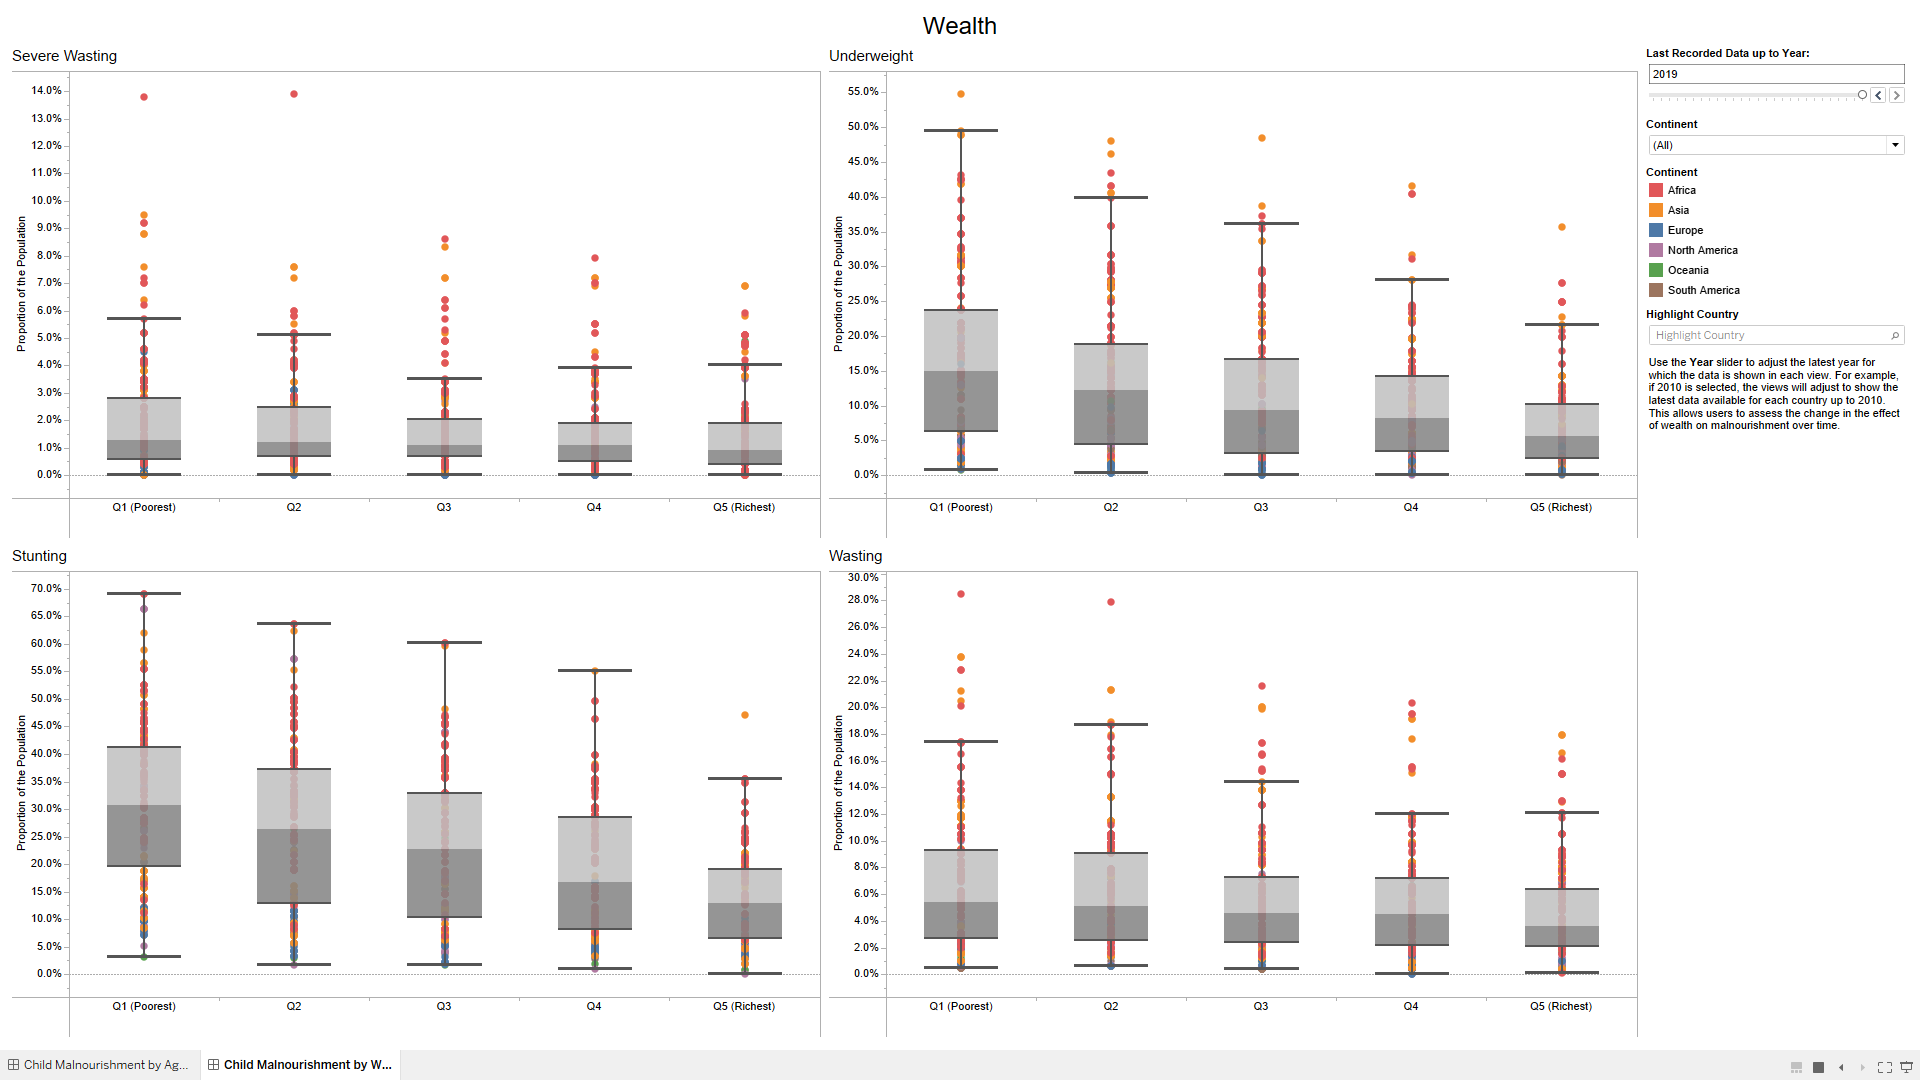 Wealth
Severe Wasting
Proportion of the Population
14.0%
13.0%
12.0%
11.0%
10.0%
9.0%
8.0%
7.0%
6.0%
5.0%
4.0%
3.0%
2.0%
1.0%
0.0%
Q1 (Poorest)
Q2
Q3
Q4
Q5 (Richest)
Underweight
Proportion of the Population
55.0%
50.0%
45.0%
40.0%
35.0%
30.0%
25.0%
20.0%
15.0%
10.0%
5.0%
0.0%
Q1 (Poorest)
Q2
Q3
Q4
Q5 (Richest)
Stunting
Proportion of the Population
70.0%
65.0%
60.0%
55.0%
50.0%
45.0%
40.0%
35.0%
30.0%
25.0%
20.0%
15.0%
10.0%
5.0%
0.0%
Q1 (Poorest)
Q2
Q3
Q4
Q5 (Richest)
Wasting
Proportion of the Population
30.0%
28.0%
26.0%
24.0%
22.0%
20.0%
18.0%
16.0%
14.0%
12.0%
10.0%
8.0%
6.0%
4.0%
2.0%
0.0%
Q1 (Poorest)
Q2
Q3
Q4
Q5 (Richest)
Last Recorded Data up to Year:
2019
Continent
(All)
Continent
Africa
Asia
Europe
North America
Oceania
South America
Highlight Country
Highlight Country
Use the Year slider to adjust the latest year for
which the data is shown in each view. For example,
if 2010 is selected, the views will adjust to show the
latest data available for each country up to 2010.
This allows users to assess the change in the effect
of wealth on malnourishment over time.
Child Malnourishment by Ag...
Child Malnourishment by W...